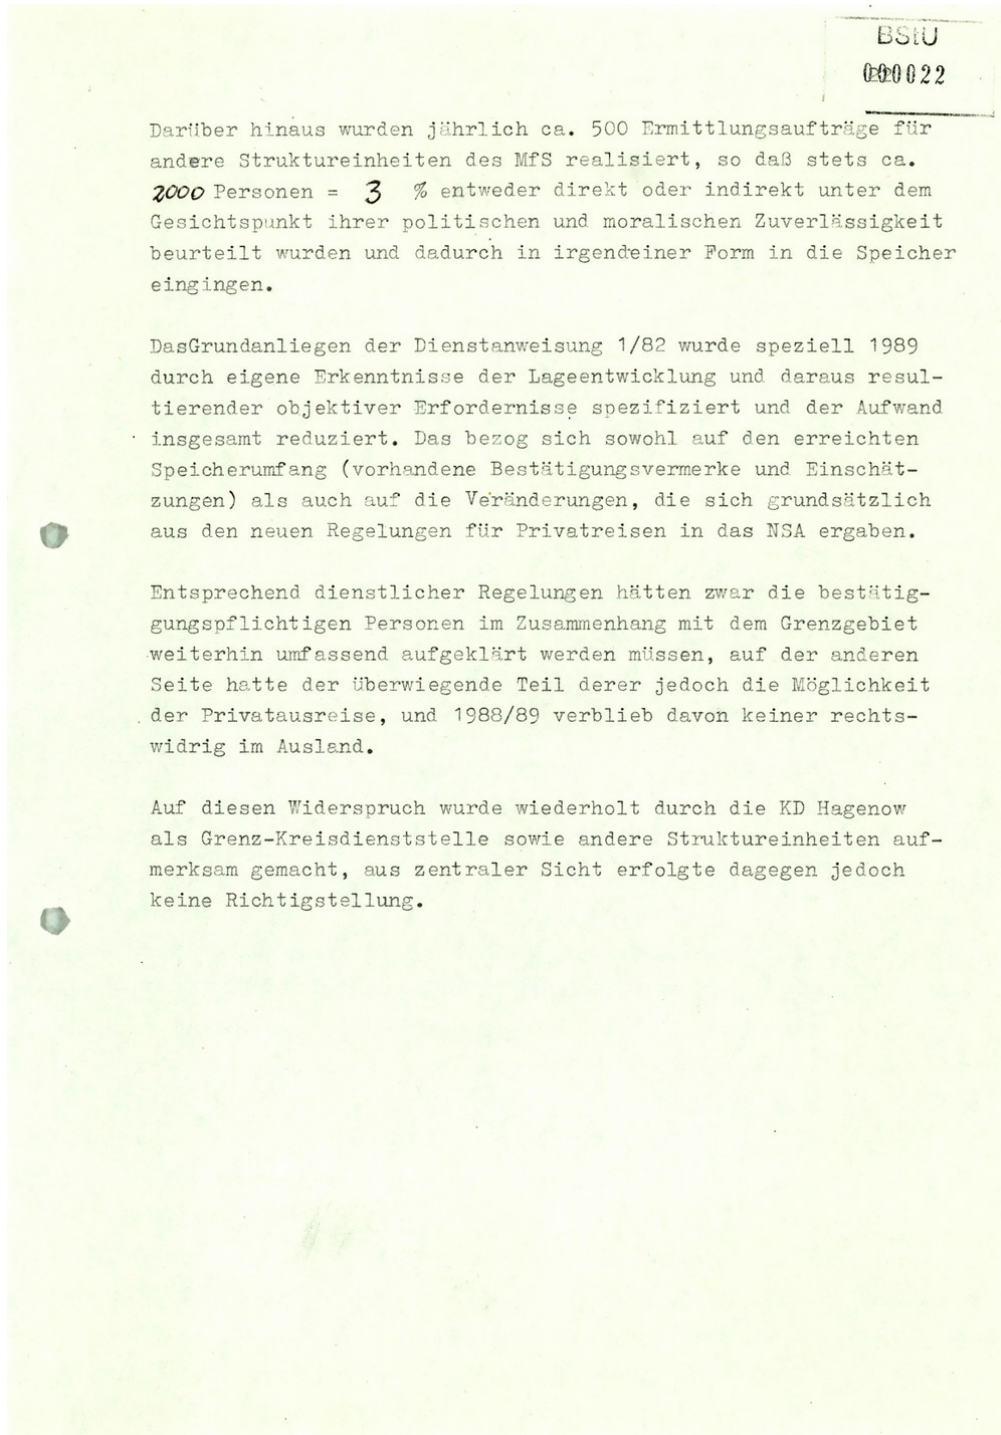 BStU
000022
Darüber hinaus wurden jährlich ca. 500 Ermittlungsaufträge für
andere Struktureinheiten des MfS realisiert, so daß stets ca.
2000 Personen = 3 % entweder direkt oder indirekt unter dem
Gesichtspunkt ihrer politischen und moralischen Zuverlässigkeit
beurteilt wurden und dadurch in irgendeiner Form in die Speicher
eingingen.
DasGrundanliegen der Dienstanweisung 1/82 wurde speziell 1989
durch eigene Erkenntnisse der Lageentwicklung und daraus resul-
tierender objektiver Erfordernisse spezifiziert und der Aufwand
insgesamt reduziert. Das bezog sich sowohl auf den erreichten
Speicherumfang (vorhandene Bestätigungsvermerke und Einschät-
zungen) als auch auf die Veränderungen, die sich grundsätzlich
aus den neuen Regelungen für Privatreisen in das NSA ergaben.
Entsprechend dienstlicher Regelungen hätten zwar die bestätig-
gungspflichtigen Personen im Zusammenhang mit dem Grenzgebiet
weiterhin umfassend aufgeklärt werden müssen, auf der anderen
Seite hatte der überwiegende Teil derer jedoch die Möglichkeit
der Privatausreise, und 1988/89 verblieb davon keiner rechts-
widrig im Ausland.
Auf diesen Widerspruch wurde wiederholt durch die KD Hagenow
als Grenz-Kreisdienststelle sowie andere Struktureinheiten auf-
merksam gemacht, aus zentraler Sicht erfolgte dagegen jedoch
keine Richtigstellung.